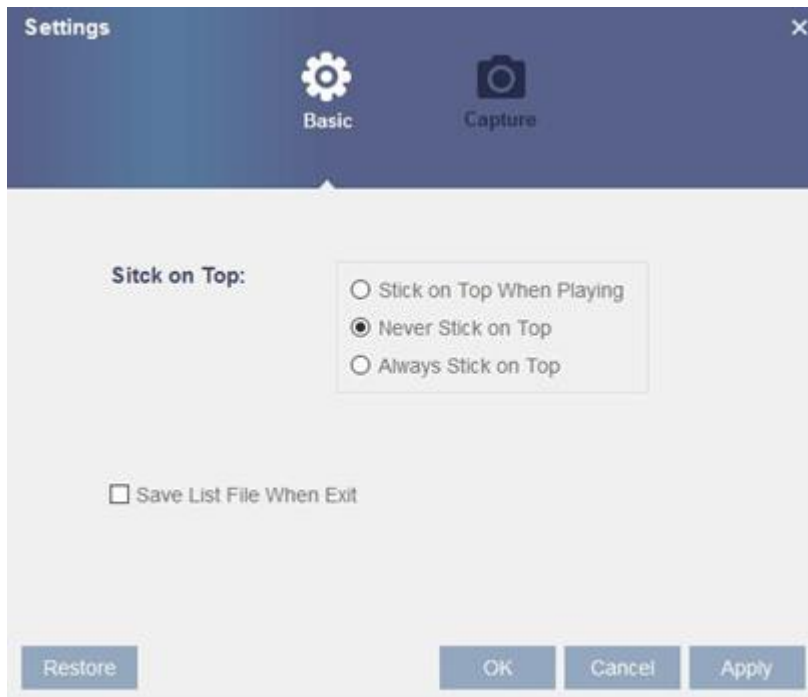 Settings
Basic
Capture
Sitck on Top:
Stick on Top When Playing
Never Stick on Top
Always Stick on Top
Save List File When Exit
Restore
OK
Cancel
Apply